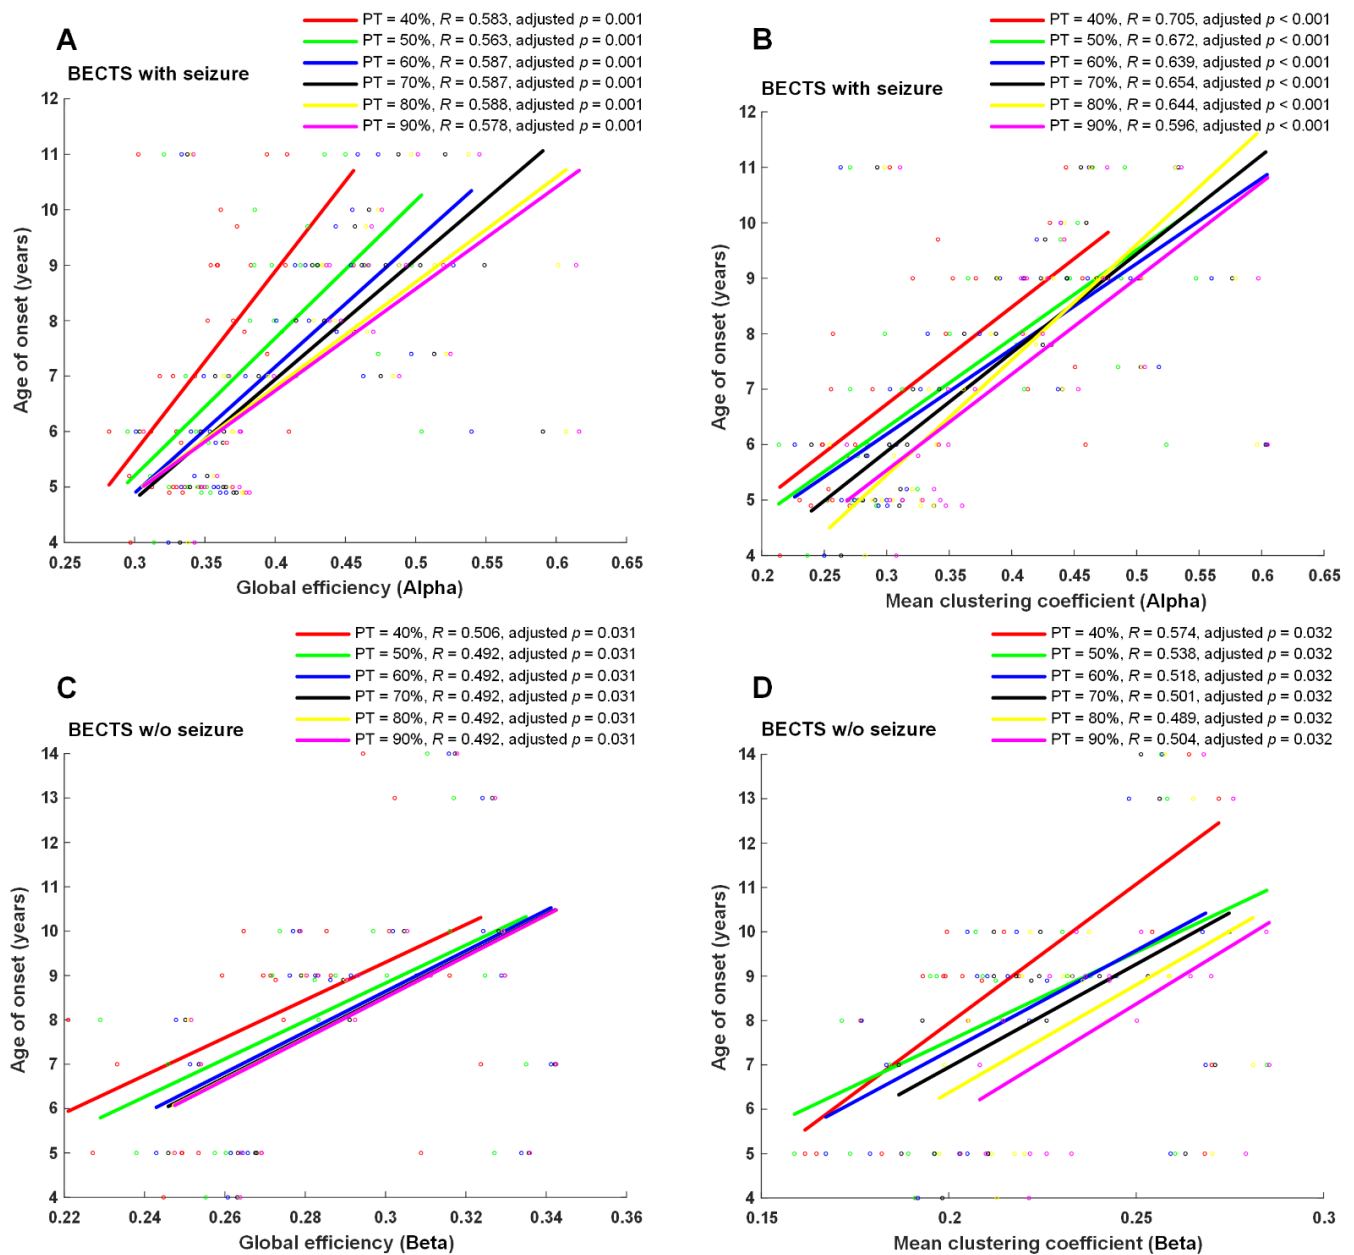 A
BECTS with seizure
PT = 40%, R = 0.583, adjusted p = 0.001
PT = 50%, R = 0.563, adjusted p = 0.001
PT = 60%, R = 0.587, adjusted p = 0.001
PT = 70%, R = 0.587, adjusted p = 0.001
PT = 80%, R = 0.588, adjusted p = 0.001
PT = 90%, R = 0.578, adjusted p = 0.001
Age of onset (years)
12
11
10
9
8
7
6
5
4
0.25 0.3 0.35 0.4 0.45 0.5 0.55 0.6 0.65
Global efficiency (Alpha)
B
BECTS with seizure
PT = 40%, R = 0.705, adjusted p < 0.001
PT = 50%, R = 0.672, adjusted p < 0.001
PT = 60%, R = 0.639, adjusted p < 0.001
PT = 70%, R = 0.654, adjusted p < 0.001
PT = 80%, R = 0.644, adjusted p < 0.001
PT = 90%, R = 0.596, adjusted p < 0.001
Age of onset (years)
12
11
10
9
8
7
6
5
4
0.2 0.25 0.3 0.35 0.4 0.45 0.5 0.55 0.6 0.65
Mean clustering coefficient (Alpha)
C
BECTS w/o seizure
PT = 40%, R = 0.506, adjusted p = 0.031
PT = 50%, R = 0.492, adjusted p = 0.031
PT = 60%, R = 0.492, adjusted p = 0.031
PT = 70%, R = 0.492, adjusted p = 0.031
PT = 80%, R = 0.492, adjusted p = 0.031
PT = 90%, R = 0.492, adjusted p = 0.031
Age of onset (years)
14
13
12
11
10
9
8
7
6
5
4
0.22 0.24 0.26 0.28 0.3 0.32 0.34 0.36
Global efficiency (Beta)
D
BECTS w/o seizure
PT = 40%, R = 0.574, adjusted p = 0.032
PT = 50%, R = 0.538, adjusted p = 0.032
PT = 60%, R = 0.518, adjusted p = 0.032
PT = 70%, R = 0.501, adjusted p = 0.032
PT = 80%, R = 0.489, adjusted p = 0.032
PT = 90%, R = 0.504, adjusted p = 0.032
Age of onset (years)
14
13
12
11
10
9
8
7
6
5
4
0.15 0.2 0.25 0.3
Mean clustering coefficient (Beta)